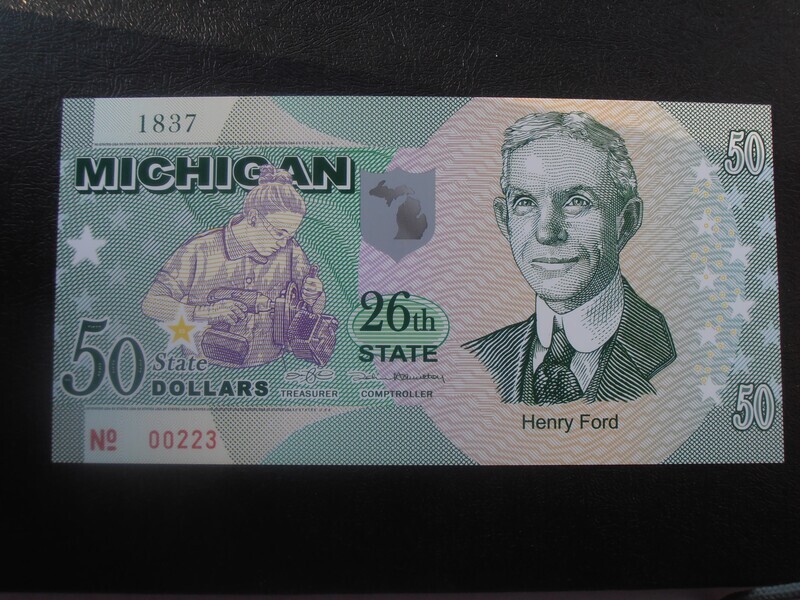 1837
MICHIGAN
50
50
State
DOLLARS
26th
STATE
TREASURER
COMPTROLLER
Henry Ford
50
Nº 00223